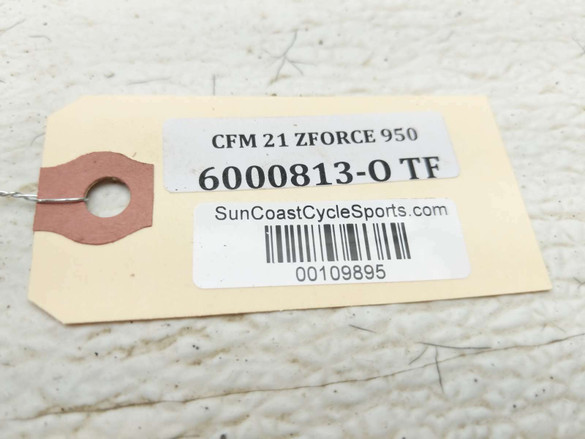 CFM 21 ZFORCE 950
6000813-O TF
SunCoastCycleSports.com
00109895